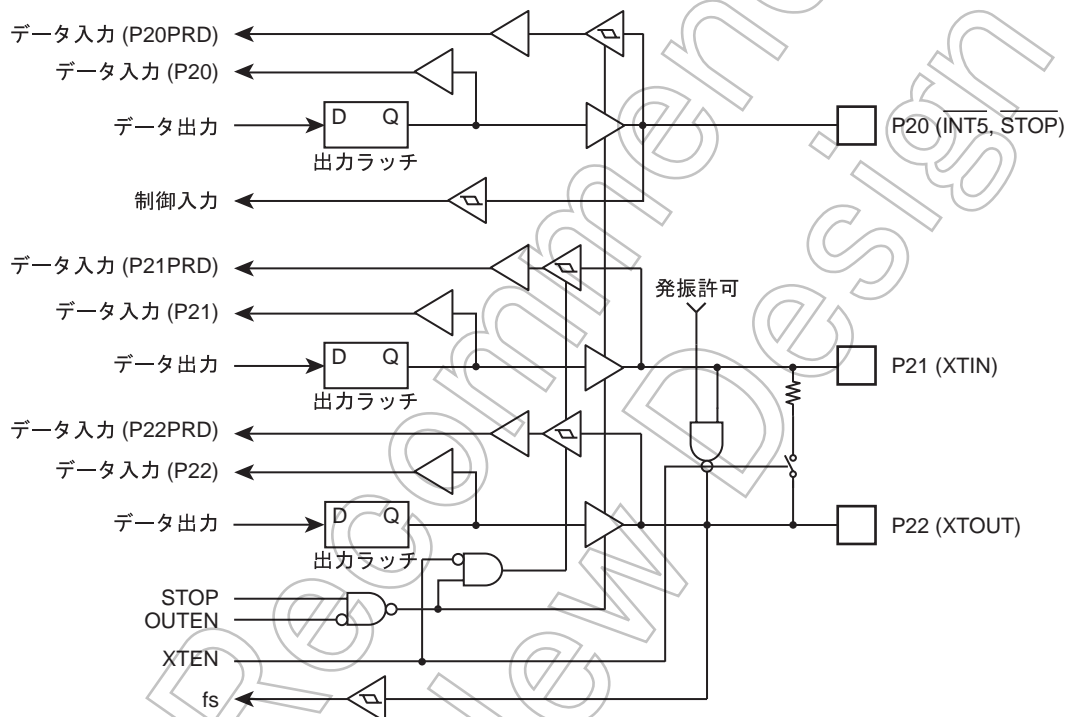 データ入力 (P20PRD)
データ入力 (P20)
データ出力
D Q
出力ラッチ
P20 (INT5, STOP)
制御入力
データ入力 (P21PRD)
発振許可
データ入力 (P21)
データ出力
D Q
出力ラッチ
P21 (XTIN)
データ入力 (P22PRD)
データ入力 (P22)
データ出力
D Q
出力ラッチ
P22 (XTOUT)
STOP
OUTEN
XTEN
fs
Recommen
ew Design